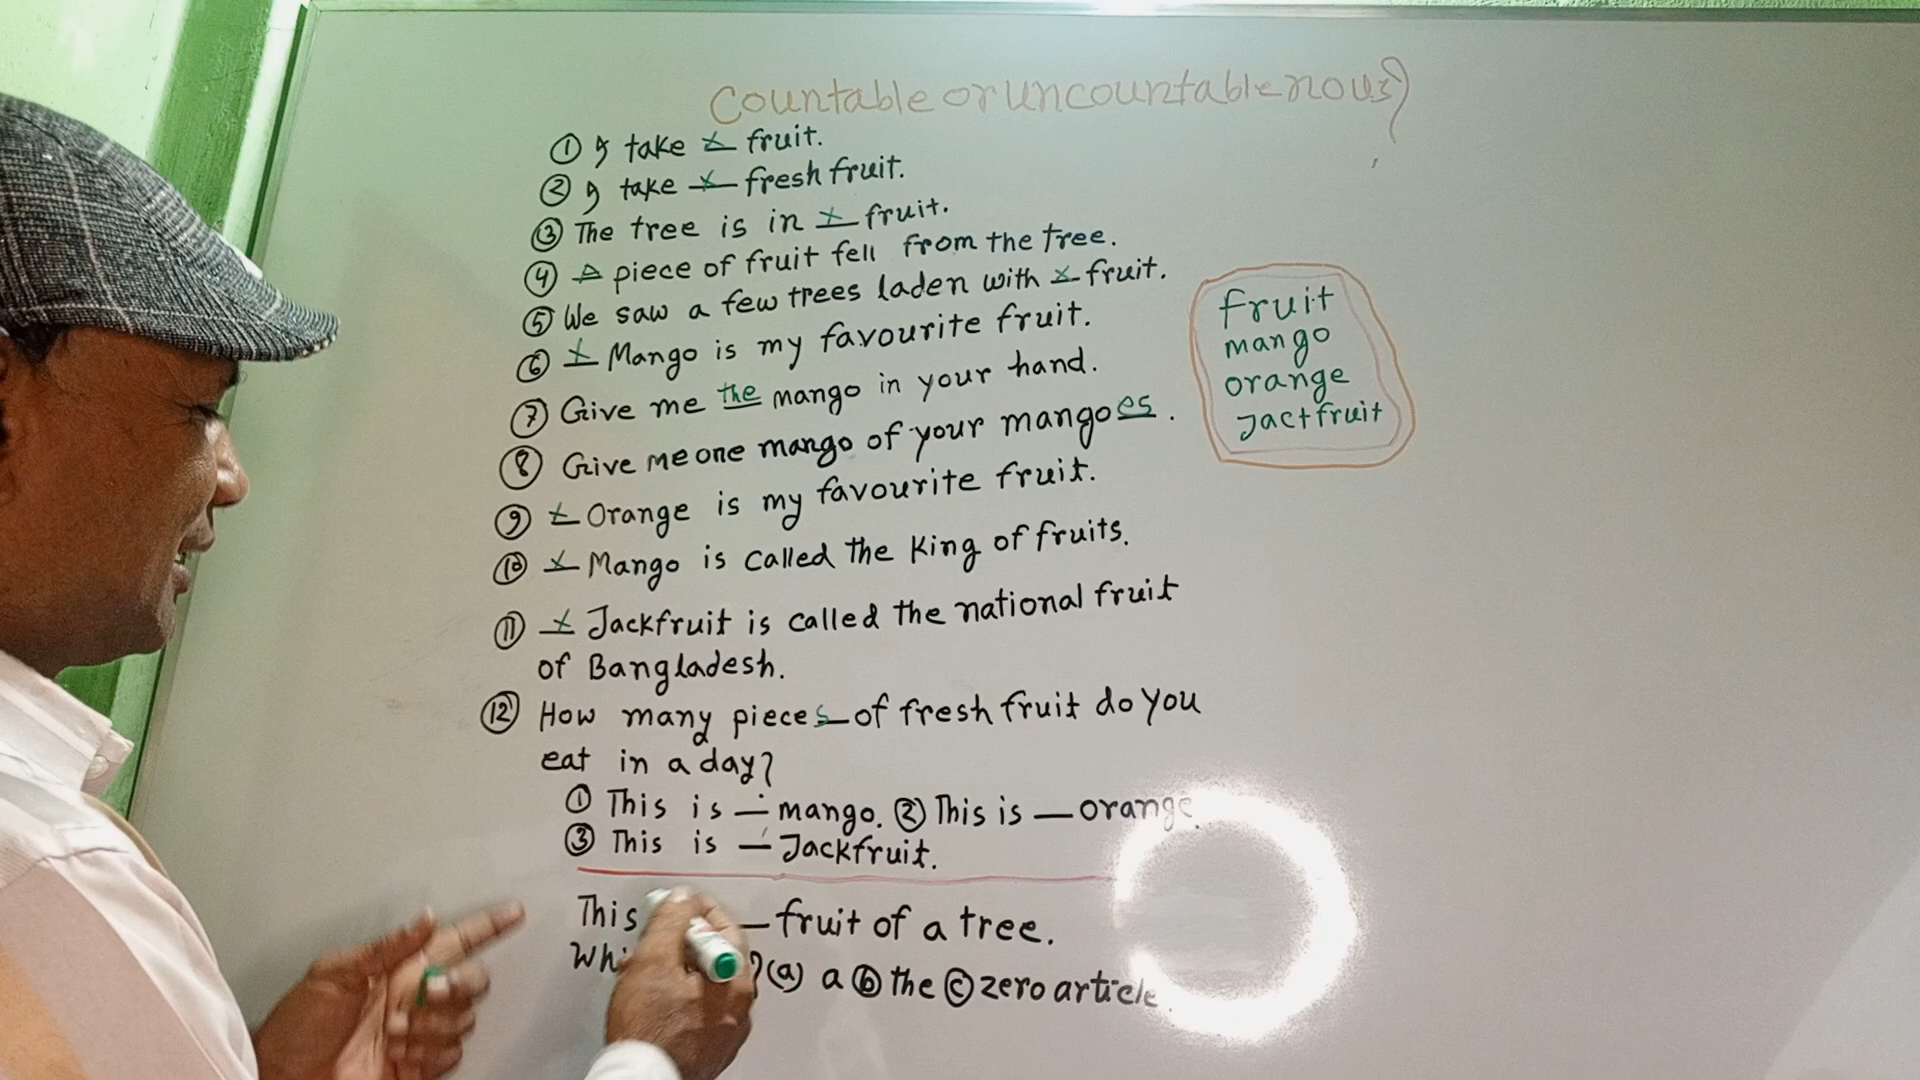 Countable or uncountable nous?
① I take × fruit.
② I take × fresh fruit.
③ The tree is in × fruit.
④ A piece of fruit fell from the tree.
⑤ We saw a few trees laden with × fruit.
⑥ × Mango is my favourite fruit.
⑦ Give me the mango in your hand.
⑧ Give me one mango of your mangoes.
⑨ × Orange is my favourite fruit.
⑩ × Mango is called the King of fruits.
⑪ × Jackfruit is called the national fruit
of Bangladesh.
⑫ How many pieces of fresh fruit do you
eat in a day?
① This is — mango. ② This is — orange.
③ This is — Jackfruit.
This — fruit of a tree.
? (a) a (b) the (c) zero article
fruit
mango
orange
Jactfruit